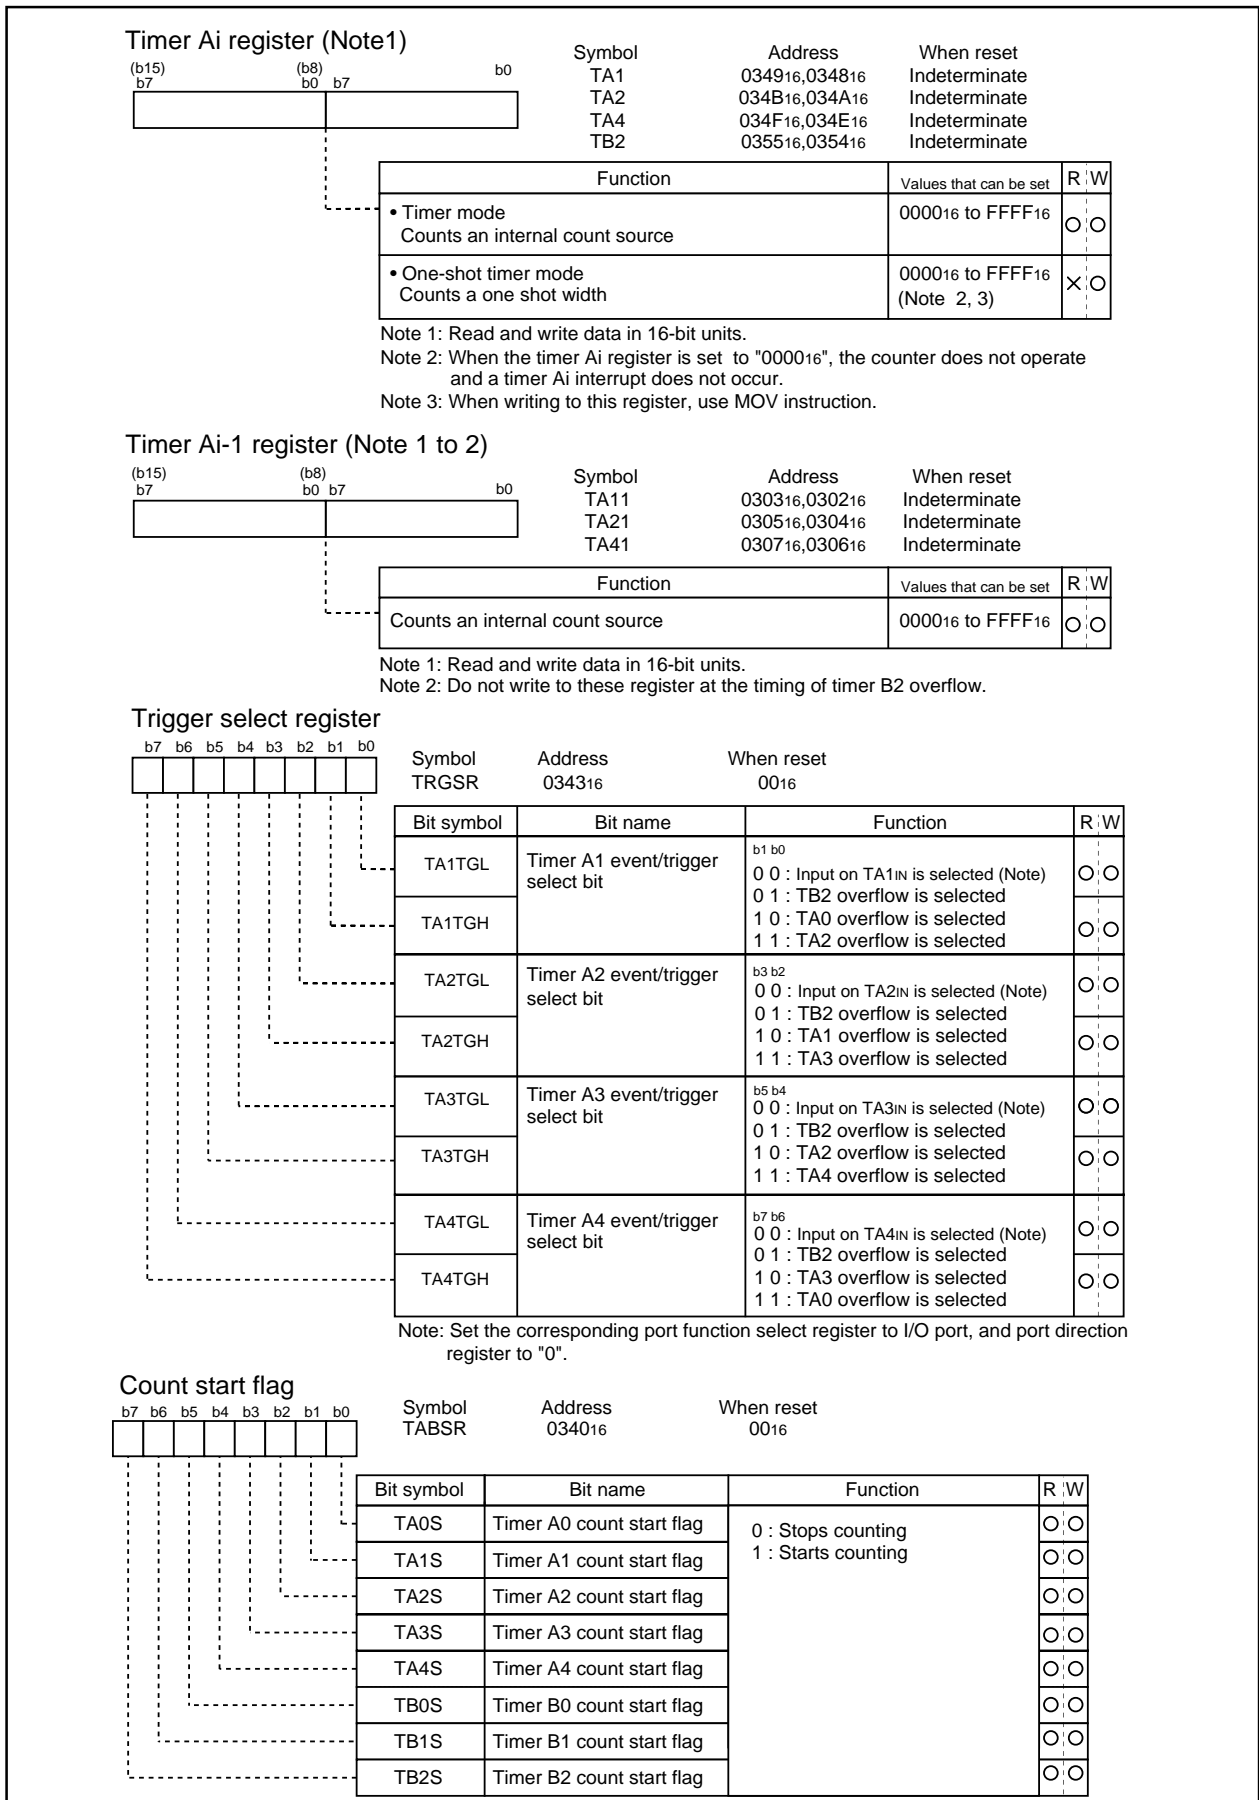 Timer Ai register (Note1)
(b15) (b8)
b7 b0 b7 b0
Symbol Address When reset
TA1 034916,034816 Indeterminate
TA2 034B16,034A16 Indeterminate
TA4 034F16,034E16 Indeterminate
TB2 035516,035416 Indeterminate
Function Values that can be set R W
• Timer mode 000016 to FFFF16
Counts an internal count source
• One-shot timer mode 000016 to FFFF16
Counts a one shot width (Note 2, 3)
Note 1: Read and write data in 16-bit units.
Note 2: When the timer Ai register is set to "000016", the counter does not operate
and a timer Ai interrupt does not occur.
Note 3: When writing to this register, use MOV instruction.
Timer Ai-1 register (Note 1 to 2)
(b15) (b8)
b7 b0 b7 b0
Symbol Address When reset
TA11 030316,030216 Indeterminate
TA21 030516,030416 Indeterminate
TA41 030716,030616 Indeterminate
Function Values that can be set R W
Counts an internal count source 000016 to FFFF16
Note 1: Read and write data in 16-bit units.
Note 2: Do not write to these register at the timing of timer B2 overflow.
Trigger select register
b7 b6 b5 b4 b3 b2 b1 b0
Symbol Address When reset
TRGSR 034316 0016
Bit symbol Bit name Function R W
TA1TGL
TA1TGH
Timer A1 event/trigger
select bit
b1 b0
0 0 : Input on TA1IN is selected (Note)
0 1 : TB2 overflow is selected
1 0 : TA0 overflow is selected
1 1 : TA2 overflow is selected
TA2TGL
TA2TGH
Timer A2 event/trigger
select bit
b3 b2
0 0 : Input on TA2IN is selected (Note)
0 1 : TB2 overflow is selected
1 0 : TA1 overflow is selected
1 1 : TA3 overflow is selected
TA3TGL
TA3TGH
Timer A3 event/trigger
select bit
b5 b4
0 0 : Input on TA3IN is selected (Note)
0 1 : TB2 overflow is selected
1 0 : TA2 overflow is selected
1 1 : TA4 overflow is selected
TA4TGL
TA4TGH
Timer A4 event/trigger
select bit
b7 b6
0 0 : Input on TA4IN is selected (Note)
0 1 : TB2 overflow is selected
1 0 : TA3 overflow is selected
1 1 : TA0 overflow is selected
Note: Set the corresponding port function select register to I/O port, and port direction
register to "0".
Count start flag
b7 b6 b5 b4 b3 b2 b1 b0
Symbol Address When reset
TABSR 034016 0016
Bit symbol Bit name Function R W
TA0S Timer A0 count start flag 0 : Stops counting
TA1S Timer A1 count start flag 1 : Starts counting
TA2S Timer A2 count start flag
TA3S Timer A3 count start flag
TA4S Timer A4 count start flag
TB0S Timer B0 count start flag
TB1S Timer B1 count start flag
TB2S Timer B2 count start flag